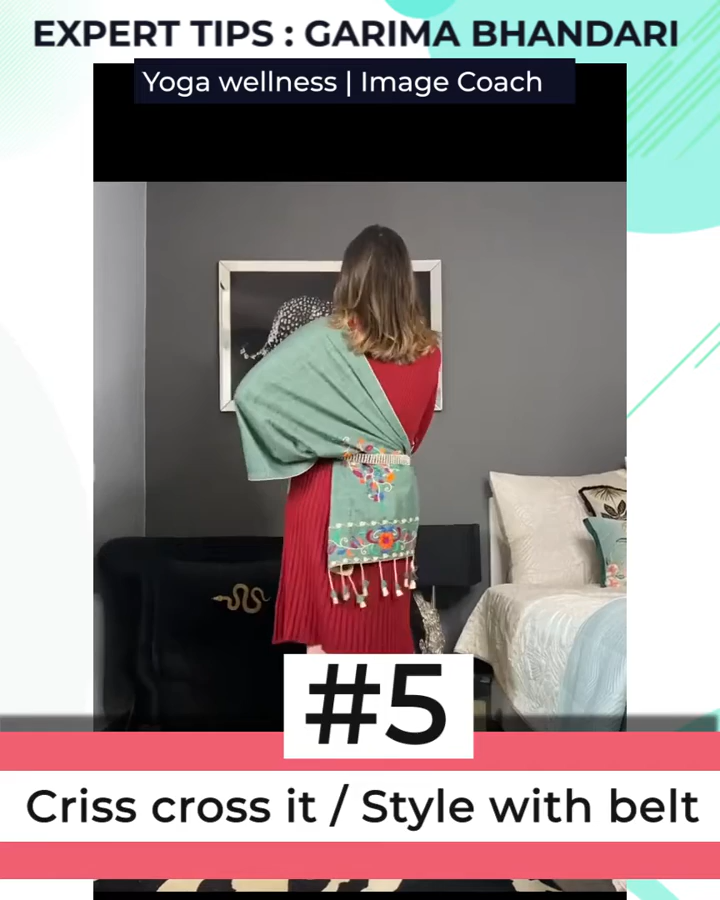 EXPERT TIPS : GARIMA BHANDARI
Yoga wellness | Image Coach
#5
Criss cross it / Style with belt